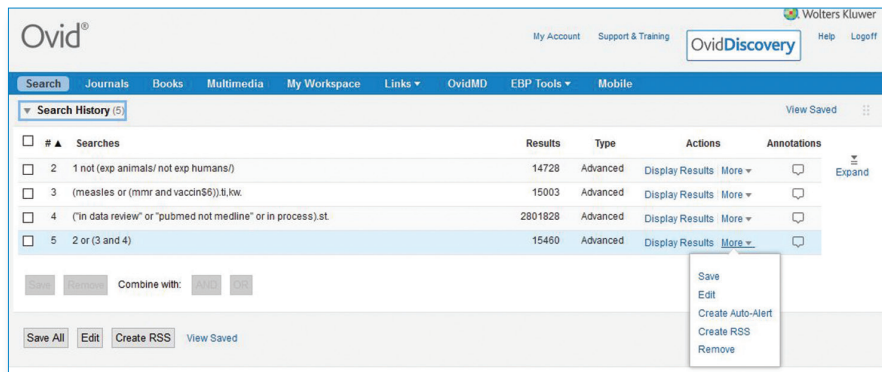 Wolters Kluwer
Ovid®
My Account Support & Training OvidDiscovery Help Logoff
Search Journals Books Multimedia My Workspace Links OvidMD EBP Tools Mobile
Search History (5) View Saved
# ▲ Searches Results Type Actions Annotations
2 1 not (exp animals/ not exp humans/) 14728 Advanced Display Results More
Expand
3 (measles or (mmr and vaccin$6)).ti,kw. 15003 Advanced Display Results More
4 ("in data review" or "pubmed not medline" or in process).st. 2801828 Advanced Display Results More
5 2 or (3 and 4) 15460 Advanced Display Results More
Save Remove Combine with: AND OR
Save
Edit
Create Auto-Alert
Create RSS
Remove
Save All Edit Create RSS View Saved